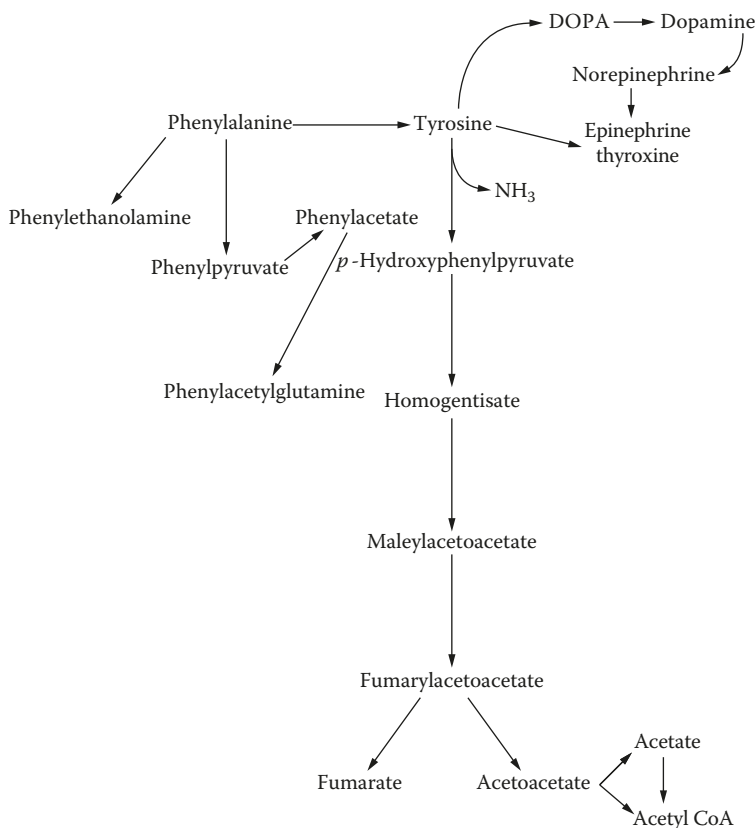 DOPA
Dopamine
Norepinephrine
Phenylalanine
Tyrosine
Epinephrine
thyroxine
NH₃
Phenylethanolamine
Phenylacetate
Phenylpyruvate
p-Hydroxyphenylpyruvate
Phenylacetylglutamine
Homogentisate
Maleylacetoacetate
Fumarylacetoacetate
Acetate
Fumarate
Acetoacetate
Acetyl CoA